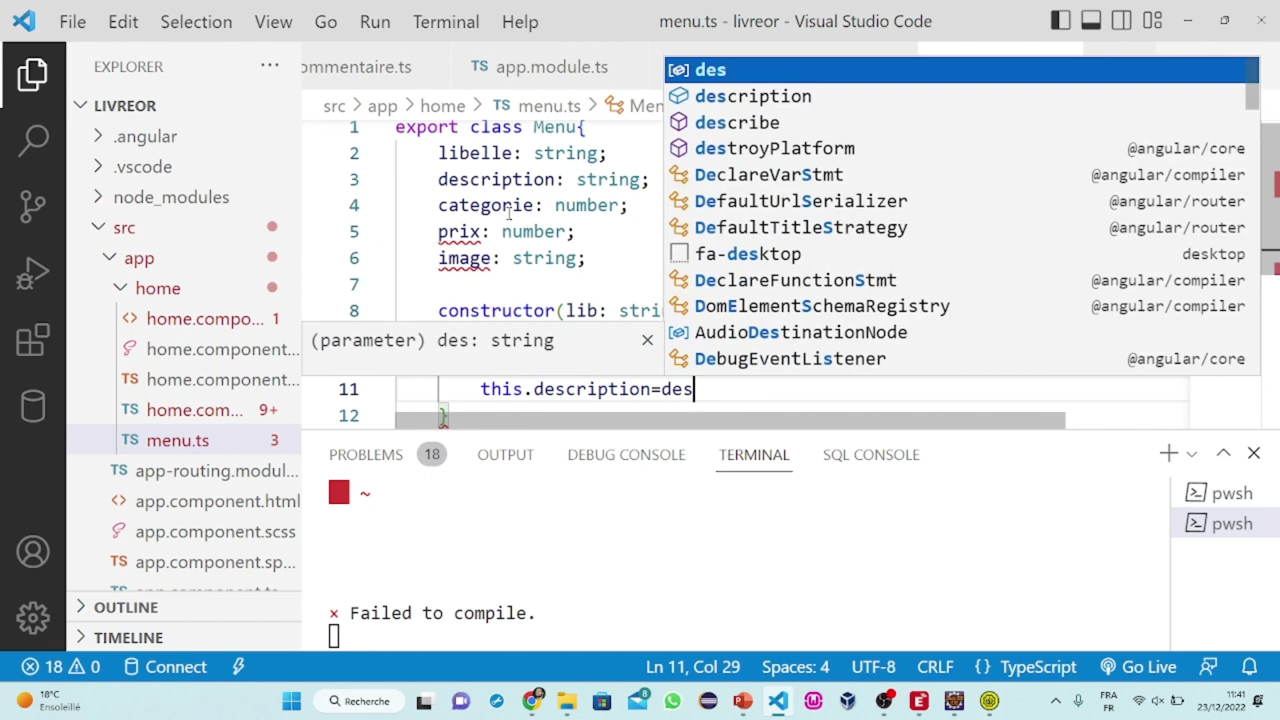 File Edit Selection View Go Run Terminal Help
menu.ts - livreor - Visual Studio Code
EXPLORER
ommentaire.ts
TS app.module.ts
LIVREOR
.angular
.vscode
node_modules
src
app
home
home.compo... 1
home.component...
home.component...
TS home.com... 9+
TS menu.ts 3
TS app-routing.modul...
app.component.html
app.component.scss
TS app.component.sp...
OUTLINE
TIMELINE
src > app > home > TS menu.ts > Men
1 export class Menu{
2 libelle: string;
3 description: string;
4 categorie: number;
5 prix: number;
6 image: string;
7
8 constructor(lib: stri
(parameter) des: string
11 this.description=des
12 }
des
description
describe
destroyPlatform @angular/core
DeclareVarStmt @angular/compiler
DefaultUrlSerializer @angular/router
DefaultTitleStrategy @angular/router
fa-desktop desktop
DeclareFunctionStmt @angular/compiler
DomElementSchemaRegistry @angular/compiler
AudioDestinationNode
DebugEventListener @angular/core
PROBLEMS 18 OUTPUT DEBUG CONSOLE TERMINAL SQL CONSOLE
~
× Failed to compile.
pwsh
pwsh
18 0 Connect
Ln 11, Col 29 Spaces: 4 UTF-8 CRLF {} TypeScript Go Live
18°C
Ensoleillé
Recherche
8
FRA
FR
11:41
23/12/2022